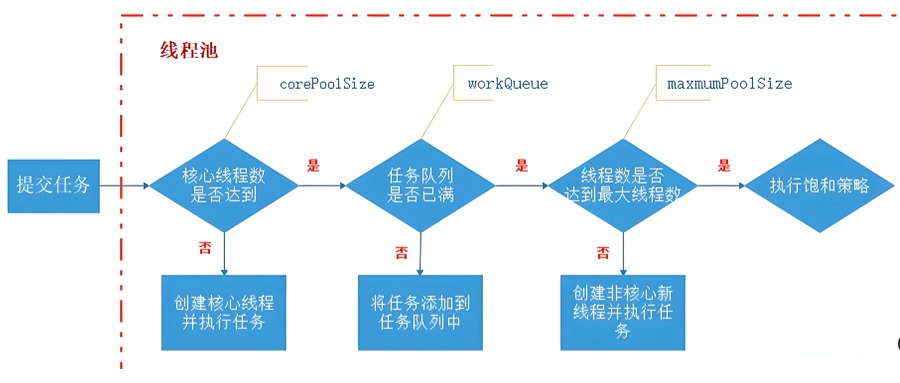 线程池
corePoolSize
workQueue
maxmumPoolSize
提交任务
核心线程数
是否达到
是
任务队列
是否已满
是
线程数是否
达到最大线程数
是
执行饱和策略
否
否
否
创建核心线程
并执行任务
将任务添加到
任务队列中
创建非核心新
线程并执行任
务